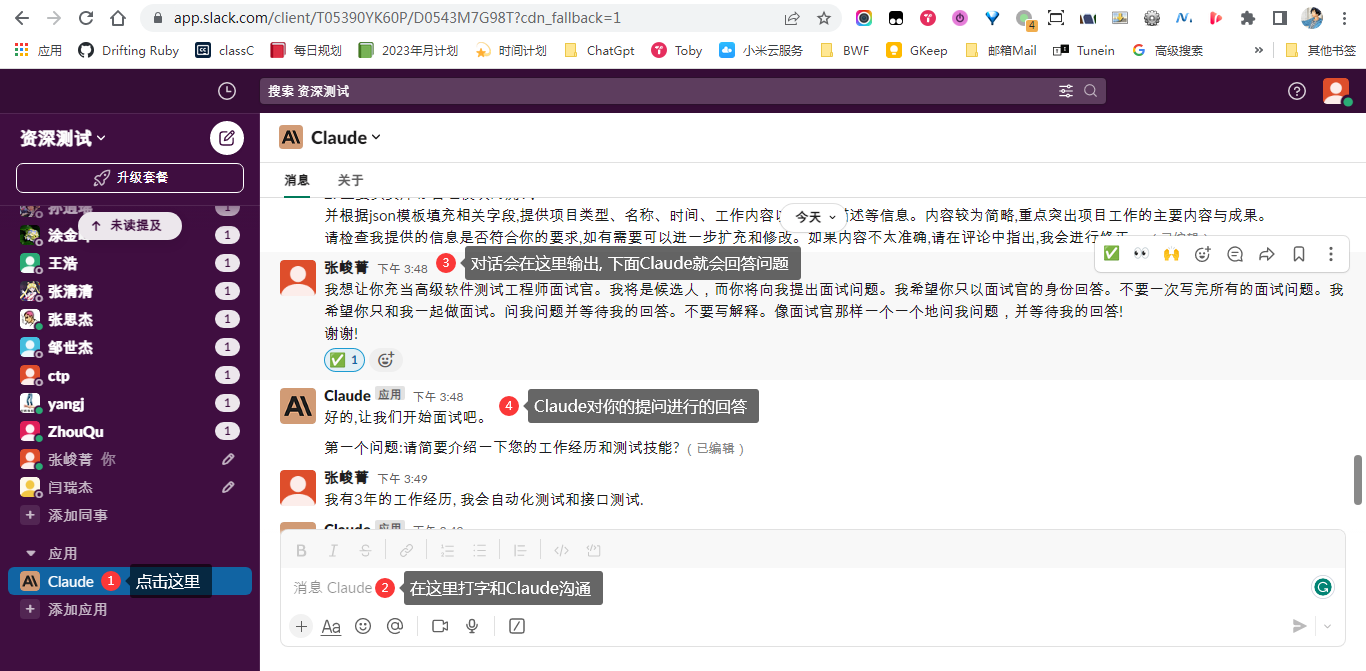 app.slack.com/client/T05390YK60P/D0543M7G98T?cdn_fallback=1
4
应用
Drifting Ruby
classC
每日规划
2023年月计划
时间计划
ChatGpt
Toby
小米云服务
BWF
GKeep
邮箱Mail
Tunein
高级搜索
»
其他书签
搜索 资深测试
资深测试
升级套餐
↑ 未读提及
1
涂金
1
王浩 1
张清清 1
张思杰 1
邹世杰 1
ctp 1
yangj 1
ZhouQu 1
张峻菁 你
闫瑞杰
+ 添加同事
应用
Claude 1 点击这里
+ 添加应用
Claude
消息 关于
并根据json模板填充相关字段,提供项目类型、名称、时间、工作内容
述等信息。内容较为简略,重点突出项目工作的主要内容与成果。
今天
请检查我提供的信息是否符合你的要求,如有需要可以进一步扩充和修改。如果内容不太准确,请在评论中指出,我会进行
张峻菁 下午 3:48 3 对话会在这里输出, 下面Claude就会回答问题
我想让你充当高级软件测试工程师面试官。我将是候选人，而你将向我提出面试问题。我希望你只以面试官的身份回答。不要一次写完所有的面试问题。我
希望你只和我一起做面试。问我问题并等待我的回答。不要写解释。像面试官那样一个一个地问我问题，并等待我的回答!
谢谢!
1
Claude 应用 下午 3:48 4 Claude对你的提问进行的回答
好的,让我们开始面试吧。
第一个问题:请简要介绍一下您的工作经历和测试技能?（已编辑）
张峻菁 下午 3:49
我有3年的工作经历, 我会自动化测试和接口测试.
Claude 应用
B I S
消息 Claude 2 在这里打字和Claude沟通
+ Aa @